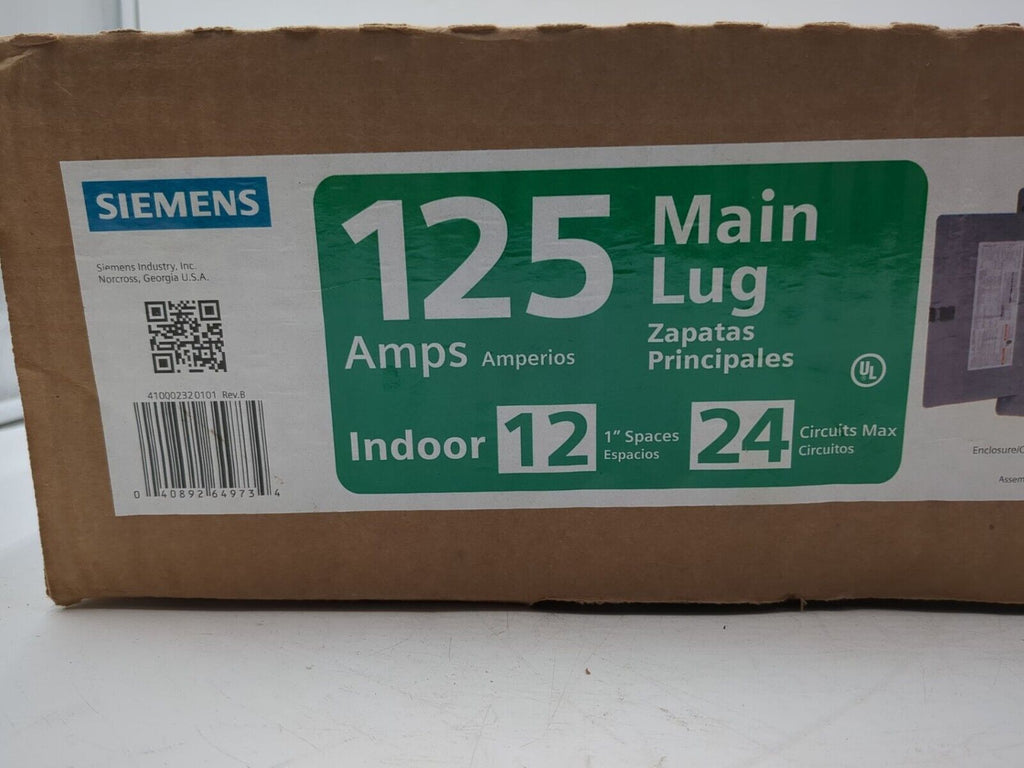 SIEMENS
Siemens Industry, Inc.
Norcross, Georgia U.S.A.
410002320101 Rev.B
0 40892 64973 4
125
Amps Amperios
Main
Lug
Zapatas
Principales
UL
Indoor 12 1" Spaces
Espacios
24 Circuits Max
Circuitos